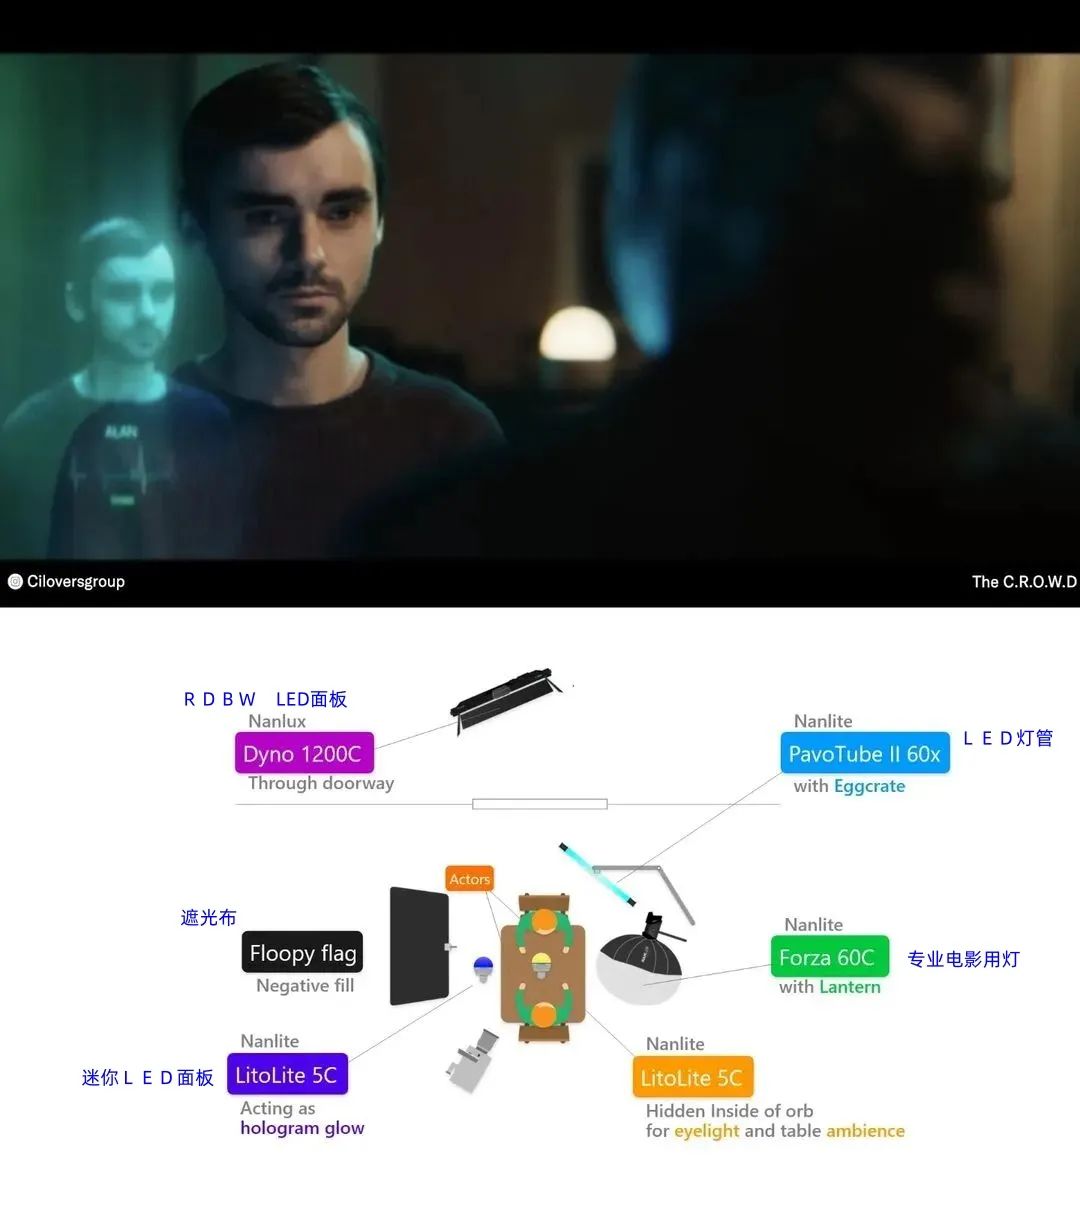 ALAN
Ciloversgroup
The C.R.O.W.D
ＲＤＢＷ　LED面板
Nanlux
Dyno 1200C
Through doorway
Nanlite
PavoTube II 60x
ＬＥＤ灯管
with Eggcrate
Actors
遮光布
Floopy flag
Negative fill
Nanlite
Forza 60C
专业电影用灯
with Lantern
Nanlite
迷你ＬＥＤ面板
LitoLite 5C
Acting as
hologram glow
Nanlite
LitoLite 5C
Hidden Inside of orb
for eyelight and table ambience